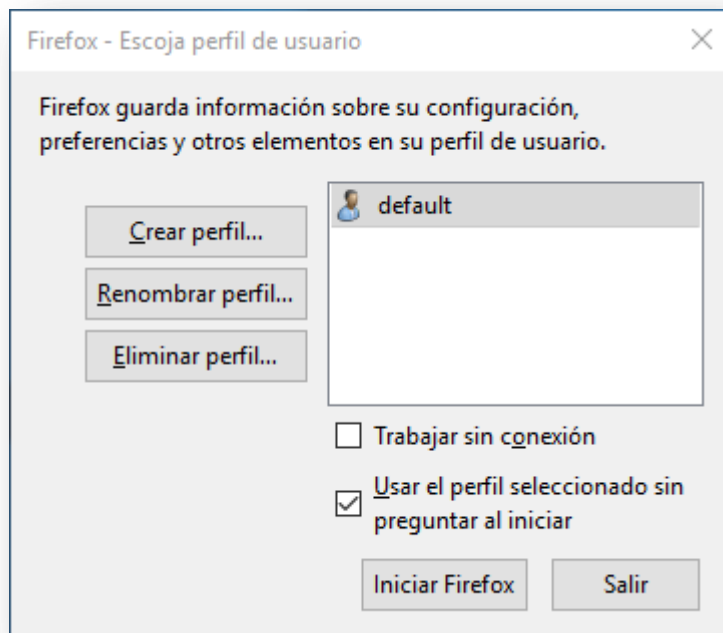 Firefox - Escoja perfil de usuario
Firefox guarda información sobre su configuración,
preferencias y otros elementos en su perfil de usuario.
default
Crear perfil...
Renombrar perfil...
Eliminar perfil...
Trabajar sin conexión
Usar el perfil seleccionado sin
preguntar al iniciar
Iniciar Firefox
Salir